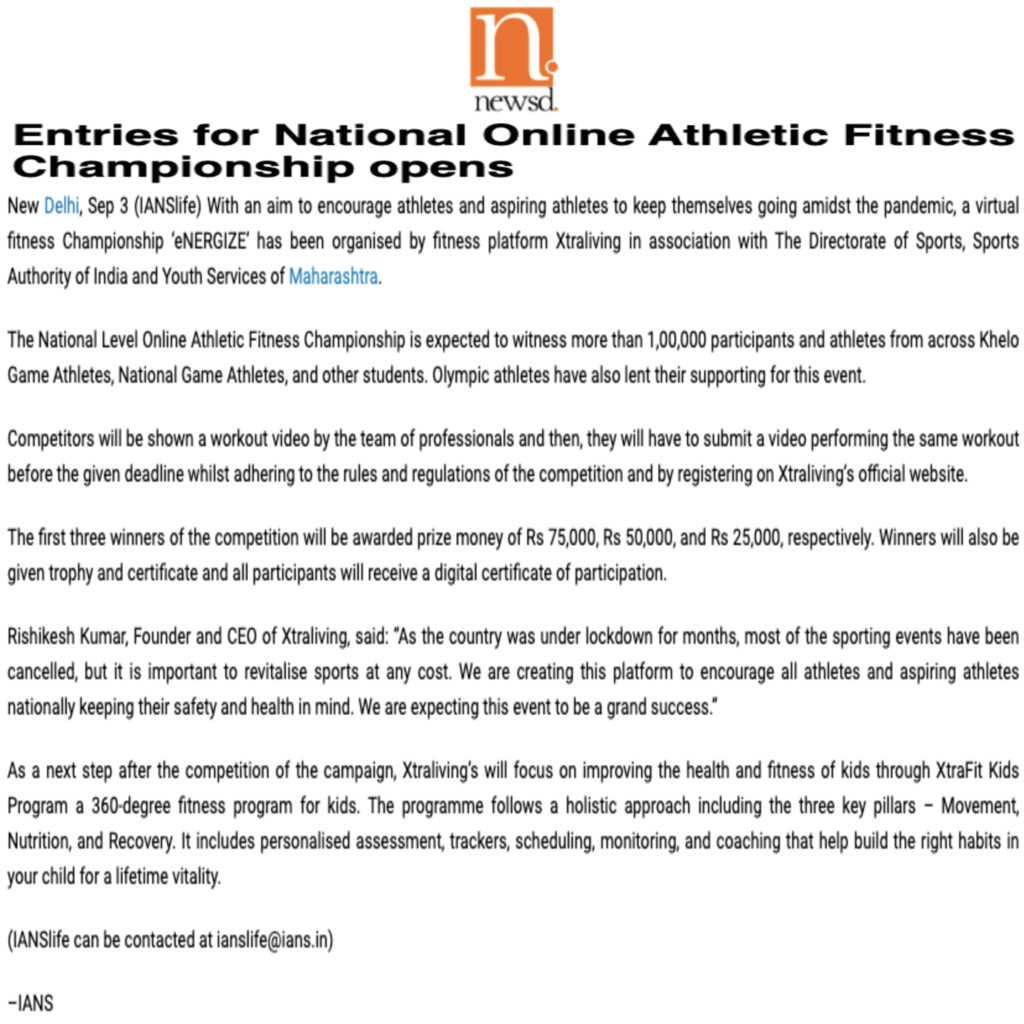 n.
newsd.
Entries for National Online Athletic Fitness
Championship opens
New Delhi, Sep 3 (IANSlife) With an aim to encourage athletes and aspiring athletes to keep themselves going amidst the pandemic, a virtual
fitness Championship ‘eNERGIZE’ has been organised by fitness platform Xtraliving in association with The Directorate of Sports, Sports
Authority of India and Youth Services of Maharashtra.
The National Level Online Athletic Fitness Championship is expected to witness more than 1,00,000 participants and athletes from across Khelo
Game Athletes, National Game Athletes, and other students. Olympic athletes have also lent their supporting for this event.
Competitors will be shown a workout video by the team of professionals and then, they will have to submit a video performing the same workout
before the given deadline whilst adhering to the rules and regulations of the competition and by registering on Xtraliving’s official website.
The first three winners of the competition will be awarded prize money of Rs 75,000, Rs 50,000, and Rs 25,000, respectively. Winners will also be
given trophy and certificate and all participants will receive a digital certificate of participation.
Rishikesh Kumar, Founder and CEO of Xtraliving, said: “As the country was under lockdown for months, most of the sporting events have been
cancelled, but it is important to revitalise sports at any cost. We are creating this platform to encourage all athletes and aspiring athletes
nationally keeping their safety and health in mind. We are expecting this event to be a grand success.”
As a next step after the competition of the campaign, Xtraliving’s will focus on improving the health and fitness of kids through XtraFit Kids
Program a 360-degree fitness program for kids. The programme follows a holistic approach including the three key pillars – Movement,
Nutrition, and Recovery. It includes personalised assessment, trackers, scheduling, monitoring, and coaching that help build the right habits in
your child for a lifetime vitality.
(IANSlife can be contacted at ianslife@ians.in)
–IANS